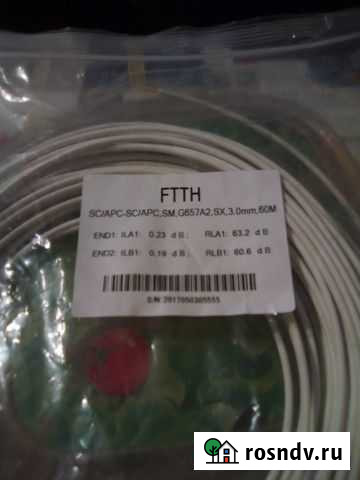 FTTH
SC/APC-SC/APC,SM,G657A2,SX,3.0mm,60M
END1: ILA1: 0.23 dB; RLA1: 63.2 dB
END2: ILB1: 0.19 dB; RLB1: 60.6 dB
S/N: 2017050305555
rosndv.ru